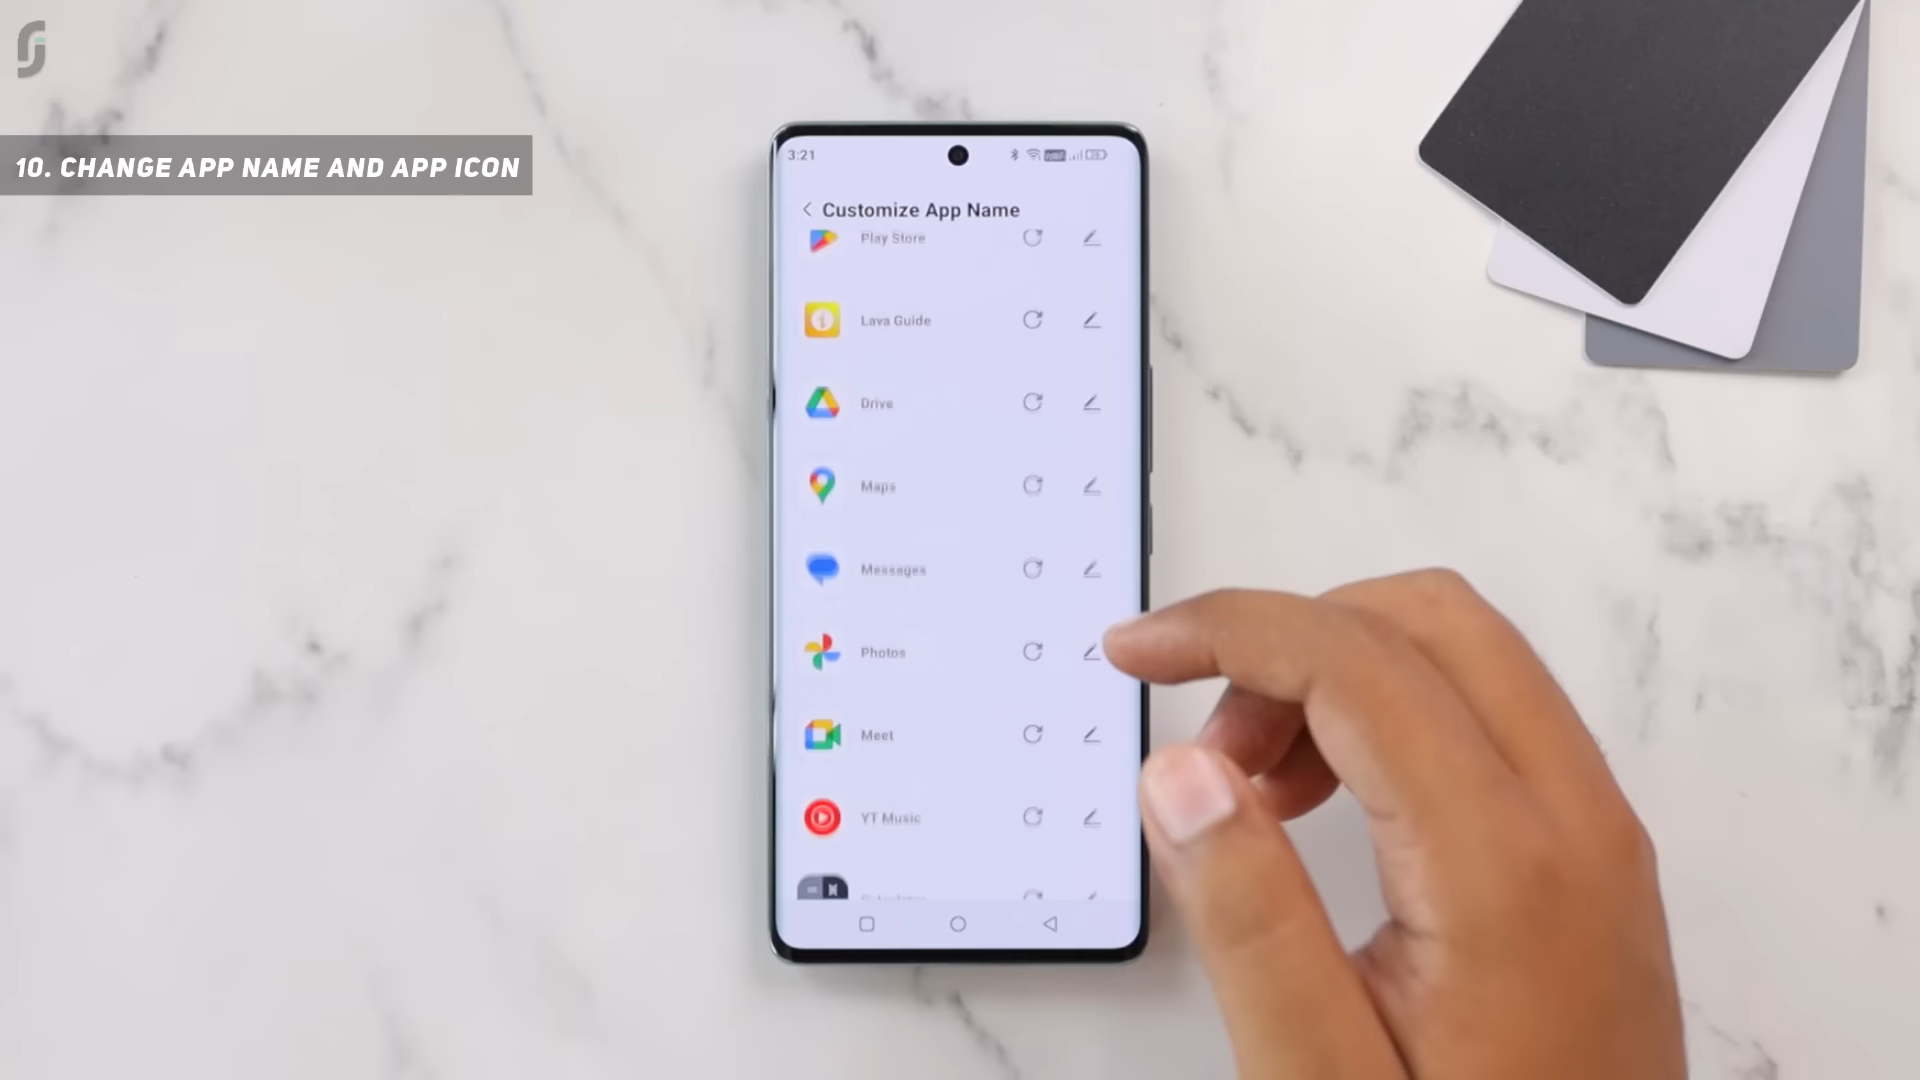 10. CHANGE APP NAME AND APP ICON
3:21
Customize App Name
Play Store
Lava Guide
Drive
Maps
Messages
Photos
Meet
YT Music